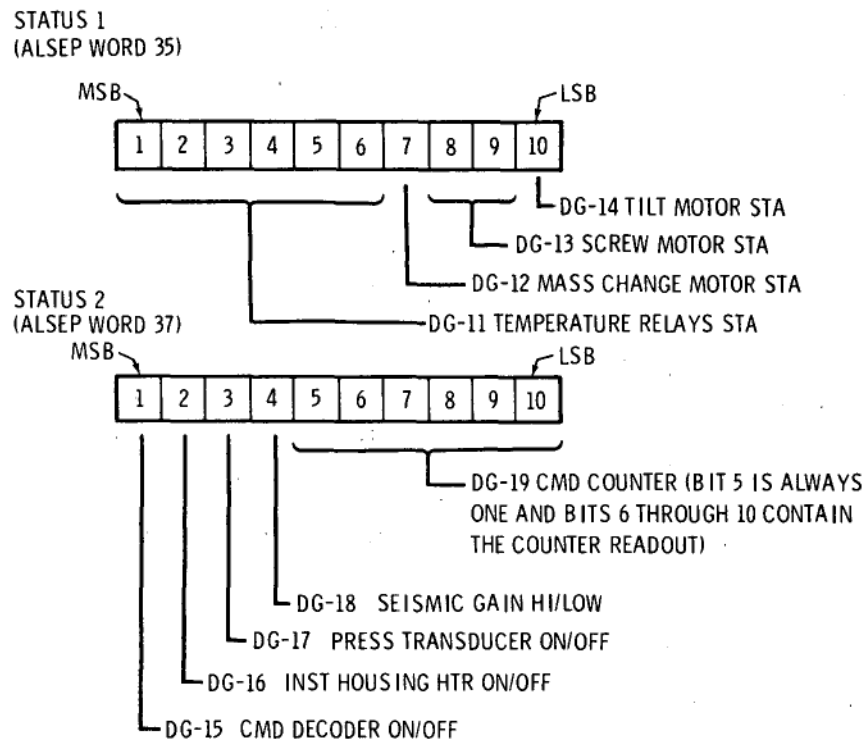 STATUS 1
(ALSEP WORD 35)
MSB
LSB
1 2 3 4 5 6 7 8 9 10
DG-14 TILT MOTOR STA
DG-13 SCREW MOTOR STA
DG-12 MASS CHANGE MOTOR STA
DG-11 TEMPERATURE RELAYS STA
STATUS 2
(ALSEP WORD 37)
MSB
LSB
1 2 3 4 5 6 7 8 9 10
DG-19 CMD COUNTER (BIT 5 IS ALWAYS
ONE AND BITS 6 THROUGH 10 CONTAIN
THE COUNTER READOUT)
DG-18 SEISMIC GAIN HI/LOW
DG-17 PRESS TRANSDUCER ON/OFF
DG-16 INST HOUSING HTR ON/OFF
DG-15 CMD DECODER ON/OFF